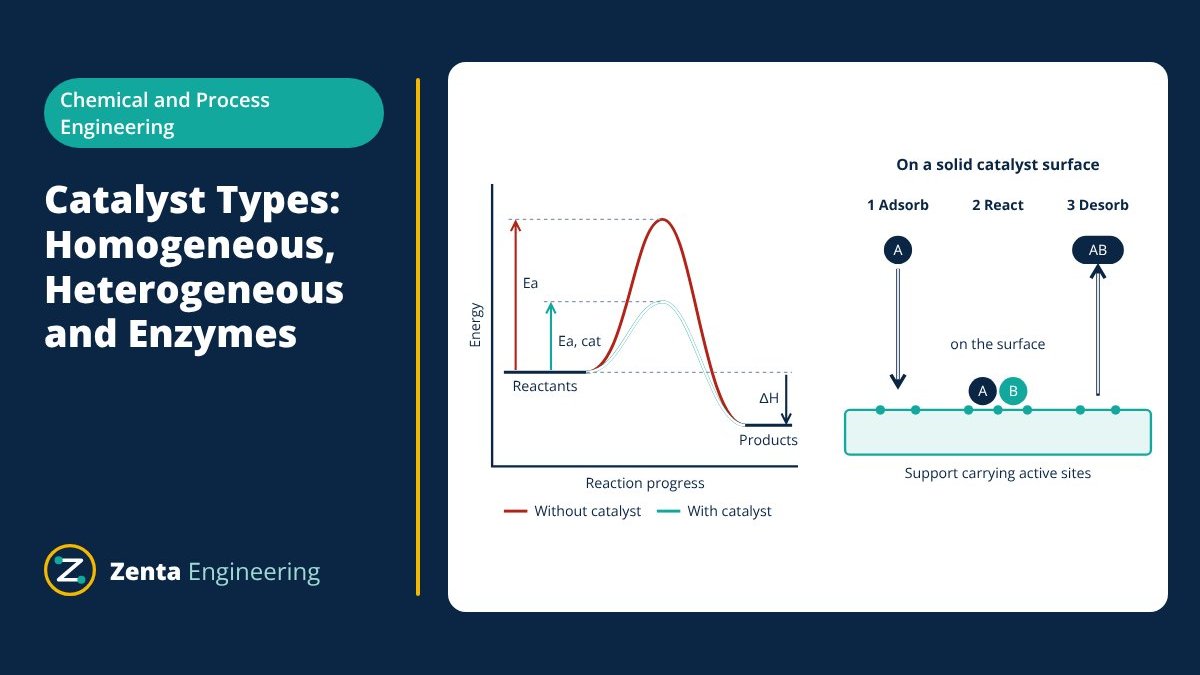 Chemical and Process
Engineering
Catalyst Types:
Homogeneous,
Heterogeneous
and Enzymes
Z
Zenta Engineering
Energy
Ea
Ea, cat
Reactants
ΔH
Products
Reaction progress
Without catalyst
With catalyst
On a solid catalyst surface
1 Adsorb
2 React
3 Desorb
A
AB
on the surface
A
B
Support carrying active sites